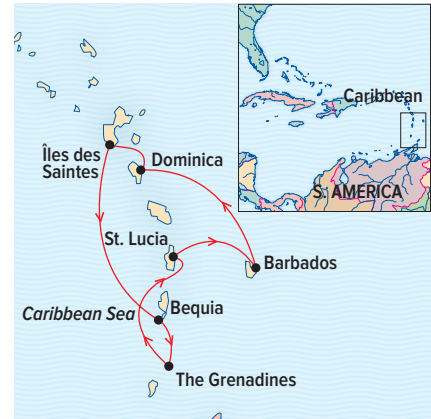 Caribbean
S. AMERICA
Îles des
Saintes
Dominica
St. Lucia
Barbados
Caribbean Sea
Bequia
The Grenadines